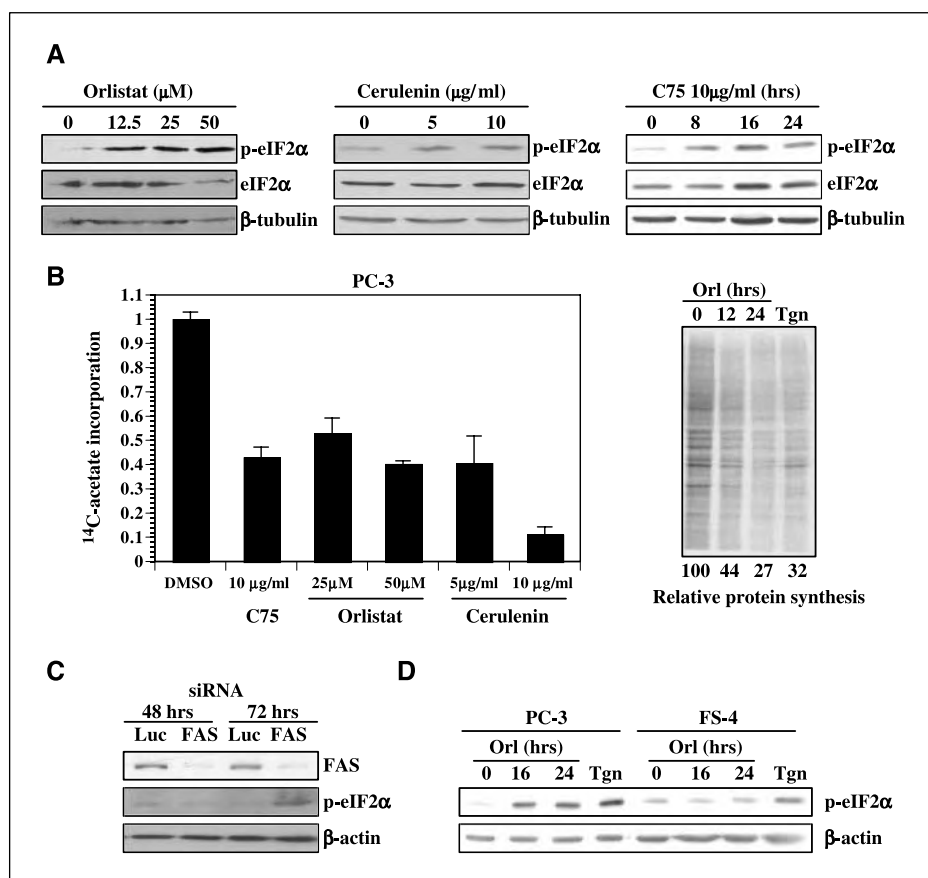 A
Orlistat (μM)
0 12.5 25 50
p-eIF2α
eIF2α
β-tubulin
Cerulenin (μg/ml)
0 5 10
p-eIF2α
eIF2α
β-tubulin
C75 10μg/ml (hrs)
0 8 16 24
p-eIF2α
eIF2α
β-tubulin
B
PC-3
14C-acetate incorporation
1.1
1
0.9
0.8
0.7
0.6
0.5
0.4
0.3
0.2
0.1
0
DMSO 10 μg/ml 25μM 50μM 5μg/ml 10 μg/ml
C75 Orlistat Cerulenin
Orl (hrs)
0 12 24 Tgn
100 44 27 32
Relative protein synthesis
C
siRNA
48 hrs 72 hrs
Luc FAS Luc FAS
FAS
p-eIF2α
β-actin
D
PC-3 FS-4
Orl (hrs) Orl (hrs)
0 16 24 Tgn 0 16 24 Tgn
p-eIF2α
β-actin